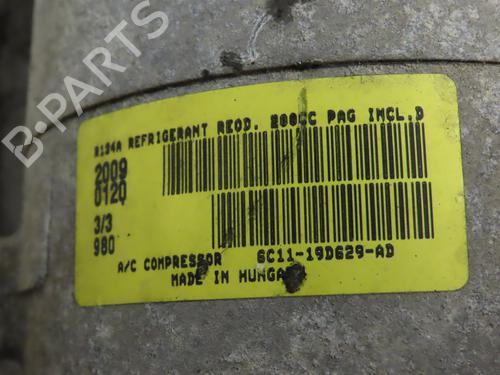 R134A REFRIGERANT REQD. 200CC PAG INCL.D
2009
0120
3/3
980
A/C COMPRESSOR 6C11-19D629-AD
MADE IN HUNGARY
B-PARTS